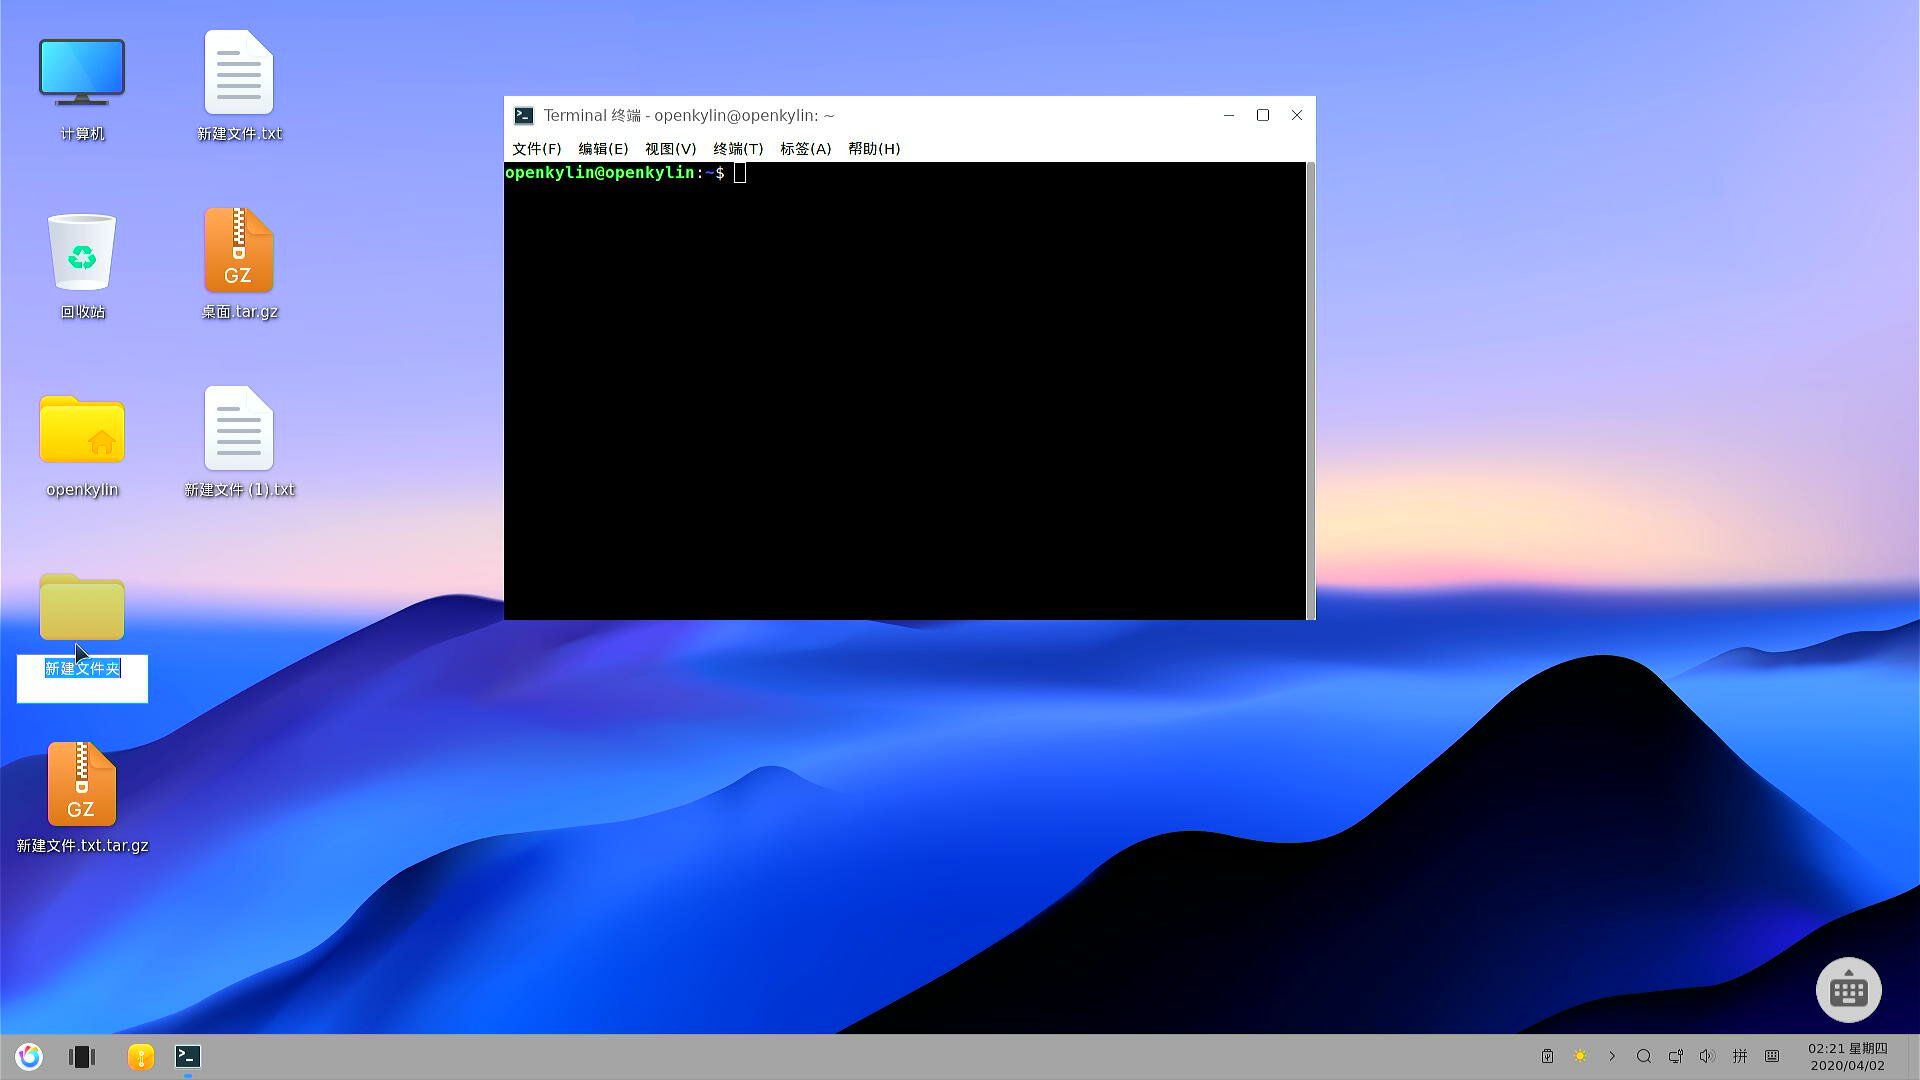 计算机
新建文件.txt
回收站
GZ
桌面.tar.gz
openkylin
新建文件 (1).txt
新建文件夹
GZ
新建文件.txt.tar.gz
Terminal 终端 - openkylin@openkylin: ~
文件(F) 编辑(E) 视图(V) 终端(T) 标签(A) 帮助(H)
openkylin@openkylin:~$
拼
02:21 星期四
2020/04/02